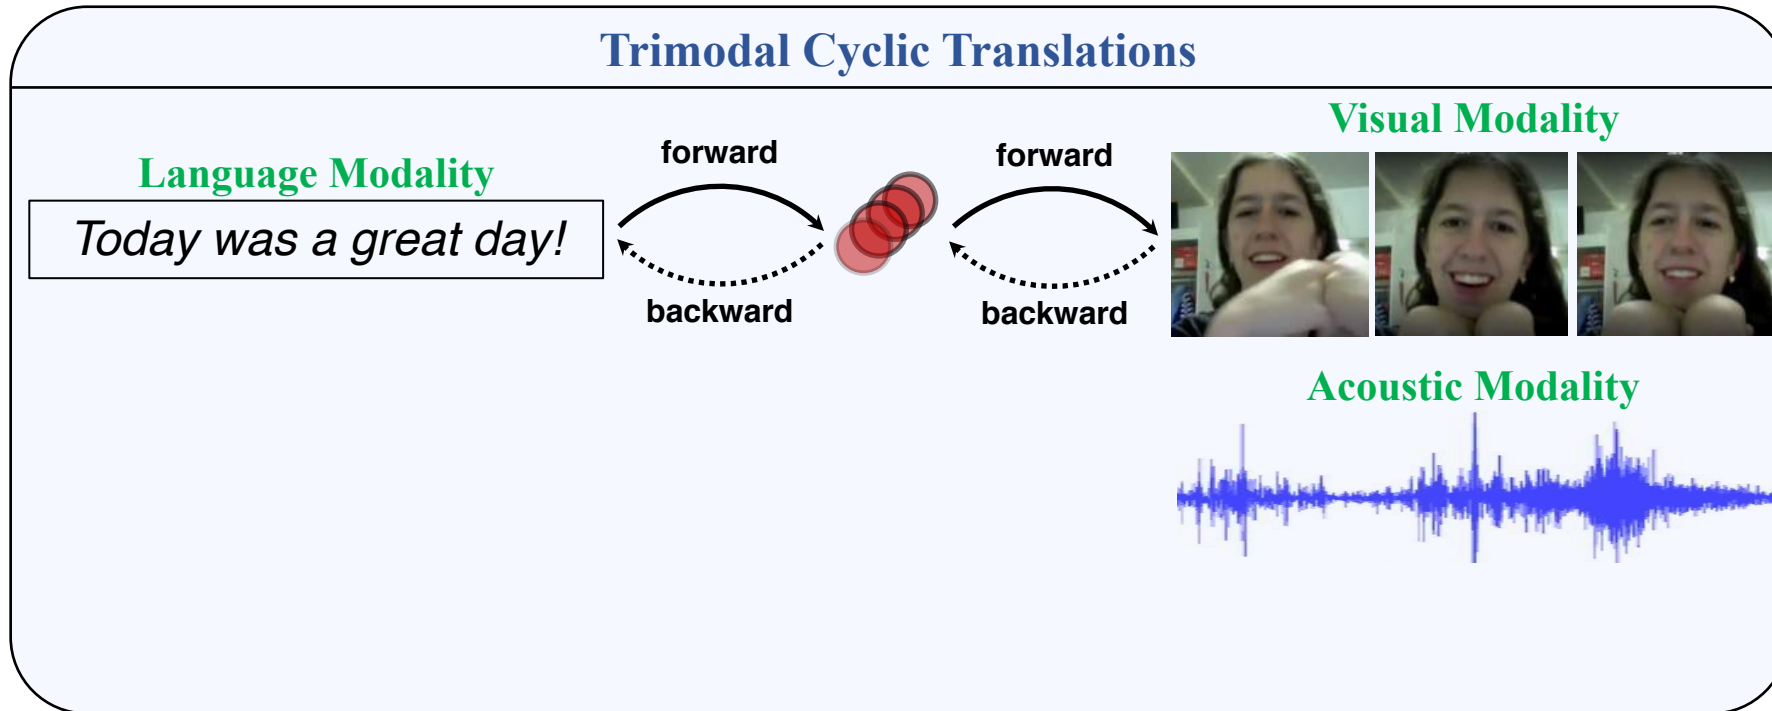 Trimodal Cyclic Translations
Visual Modality
Language Modality
forward
forward
Today was a great day!
backward
backward
Acoustic Modality